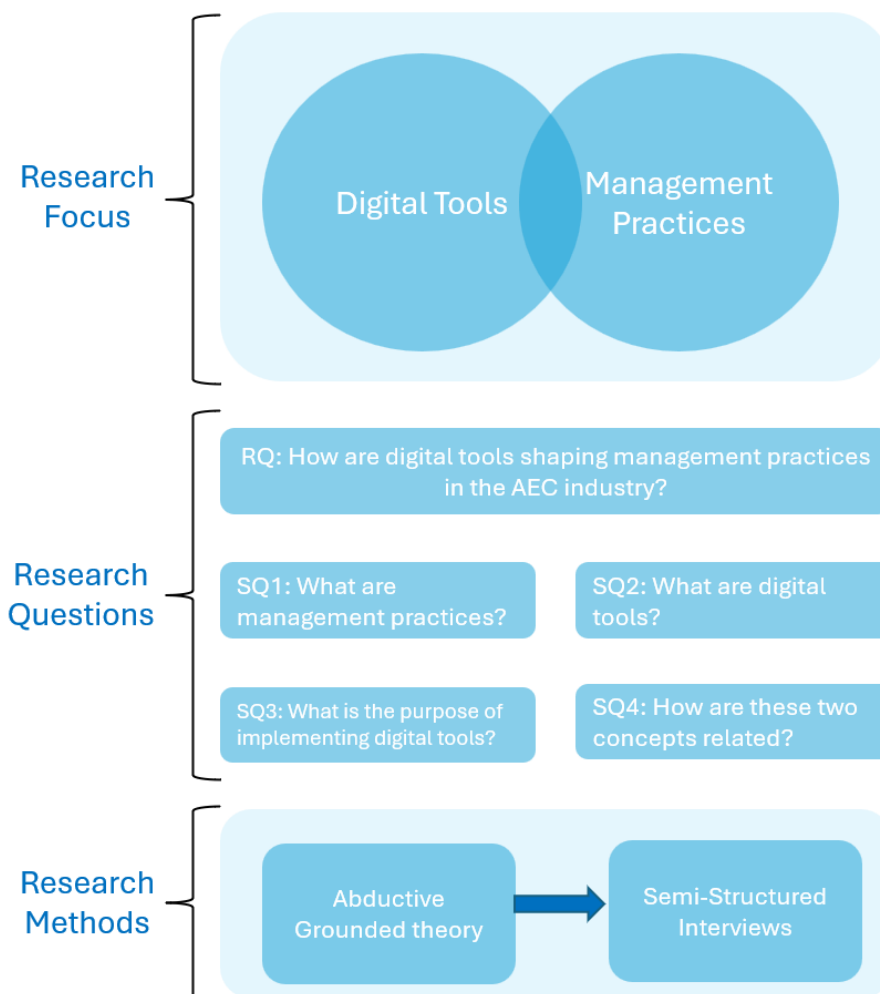 Research
Focus
Digital Tools
Management
Practices
Research
Questions
RQ: How are digital tools shaping management practices
in the AEC industry?
SQ1: What are
management practices?
SQ2: What are digital
tools?
SQ3: What is the purpose of
implementing digital tools?
SQ4: How are these two
concepts related?
Research
Methods
Abductive
Grounded theory
Semi-Structured
Interviews